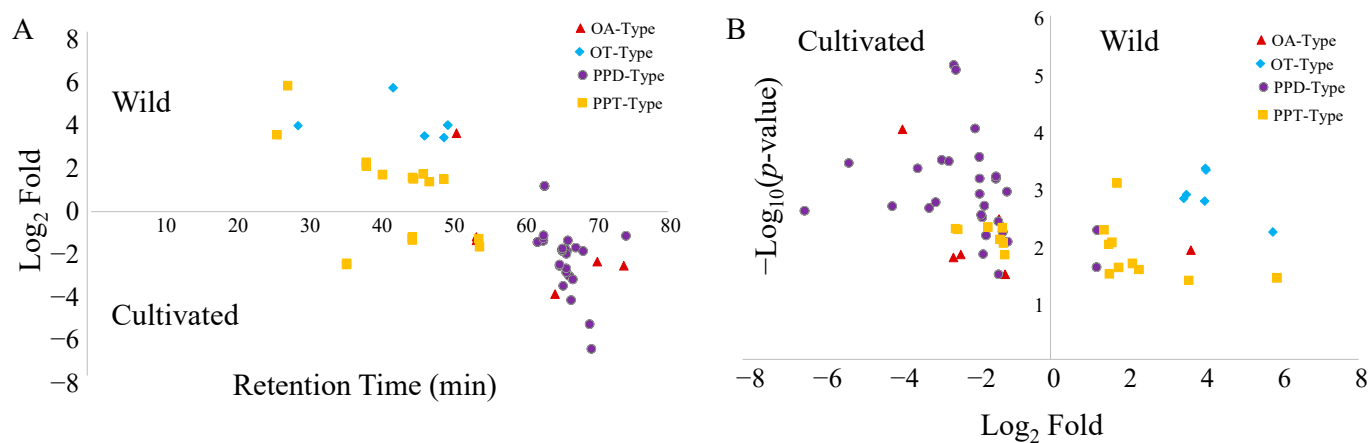 A
8
6
4
2
0
−2
−4
−6
−8
Log2 Fold
Wild
Cultivated
10 20 30 40 50 60 70 80
Retention Time (min)
OA-Type
OT-Type
PPD-Type
PPT-Type
B
Cultivated
Wild
6
5
4
3
2
1
−Log10(p-value)
OA-Type
OT-Type
PPD-Type
PPT-Type
−8 −6 −4 −2 0 2 4 6 8
Log2 Fold